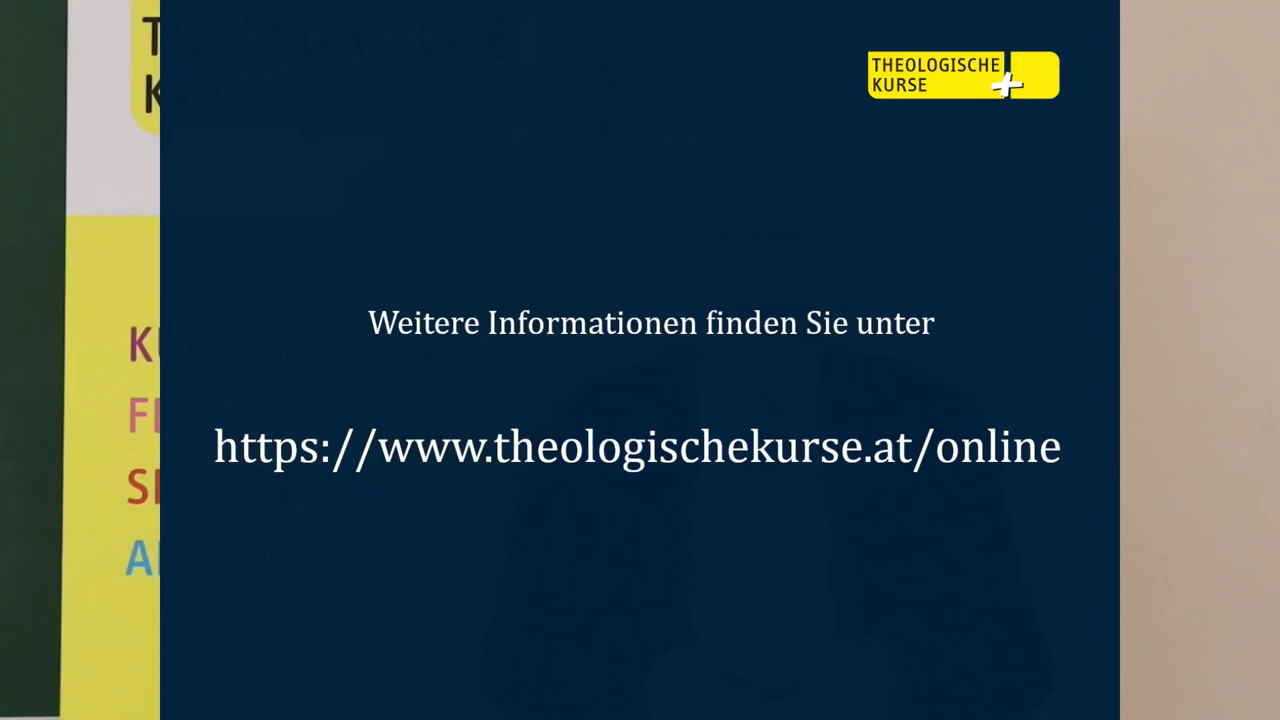 THEOLOGISCHE
KURSE
Weitere Informationen finden Sie unter
https://www.theologischekurse.at/online